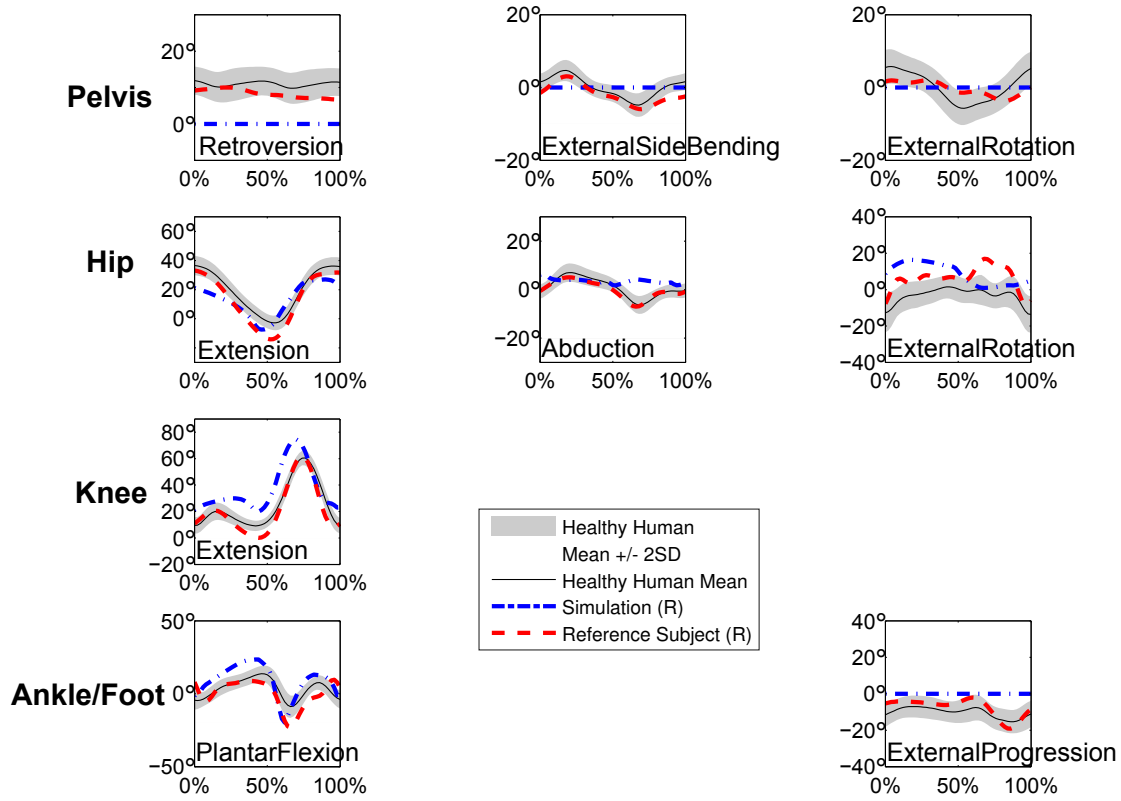 Pelvis
20°
0°
Retroversion
0% 50% 100%
20°
0°
−20°
ExternalSideBending
0% 50% 100%
20°
0°
−20°
ExternalRotation
0% 50% 100%
Hip
60°
40°
20°
0°
Extension
0% 50% 100%
20°
0°
−20°
Abduction
0% 50% 100%
40°
20°
0°
−20°
−40°
ExternalRotation
0% 50% 100%
Knee
80°
60°
40°
20°
0°
−20°
Extension
0% 50% 100%
Healthy Human
Mean +/- 2SD
Healthy Human Mean
Simulation (R)
Reference Subject (R)
Ankle/Foot
50°
0°
−50°
PlantarFlexion
0% 50% 100%
40°
20°
0°
−20°
−40°
ExternalProgression
0% 50% 100%